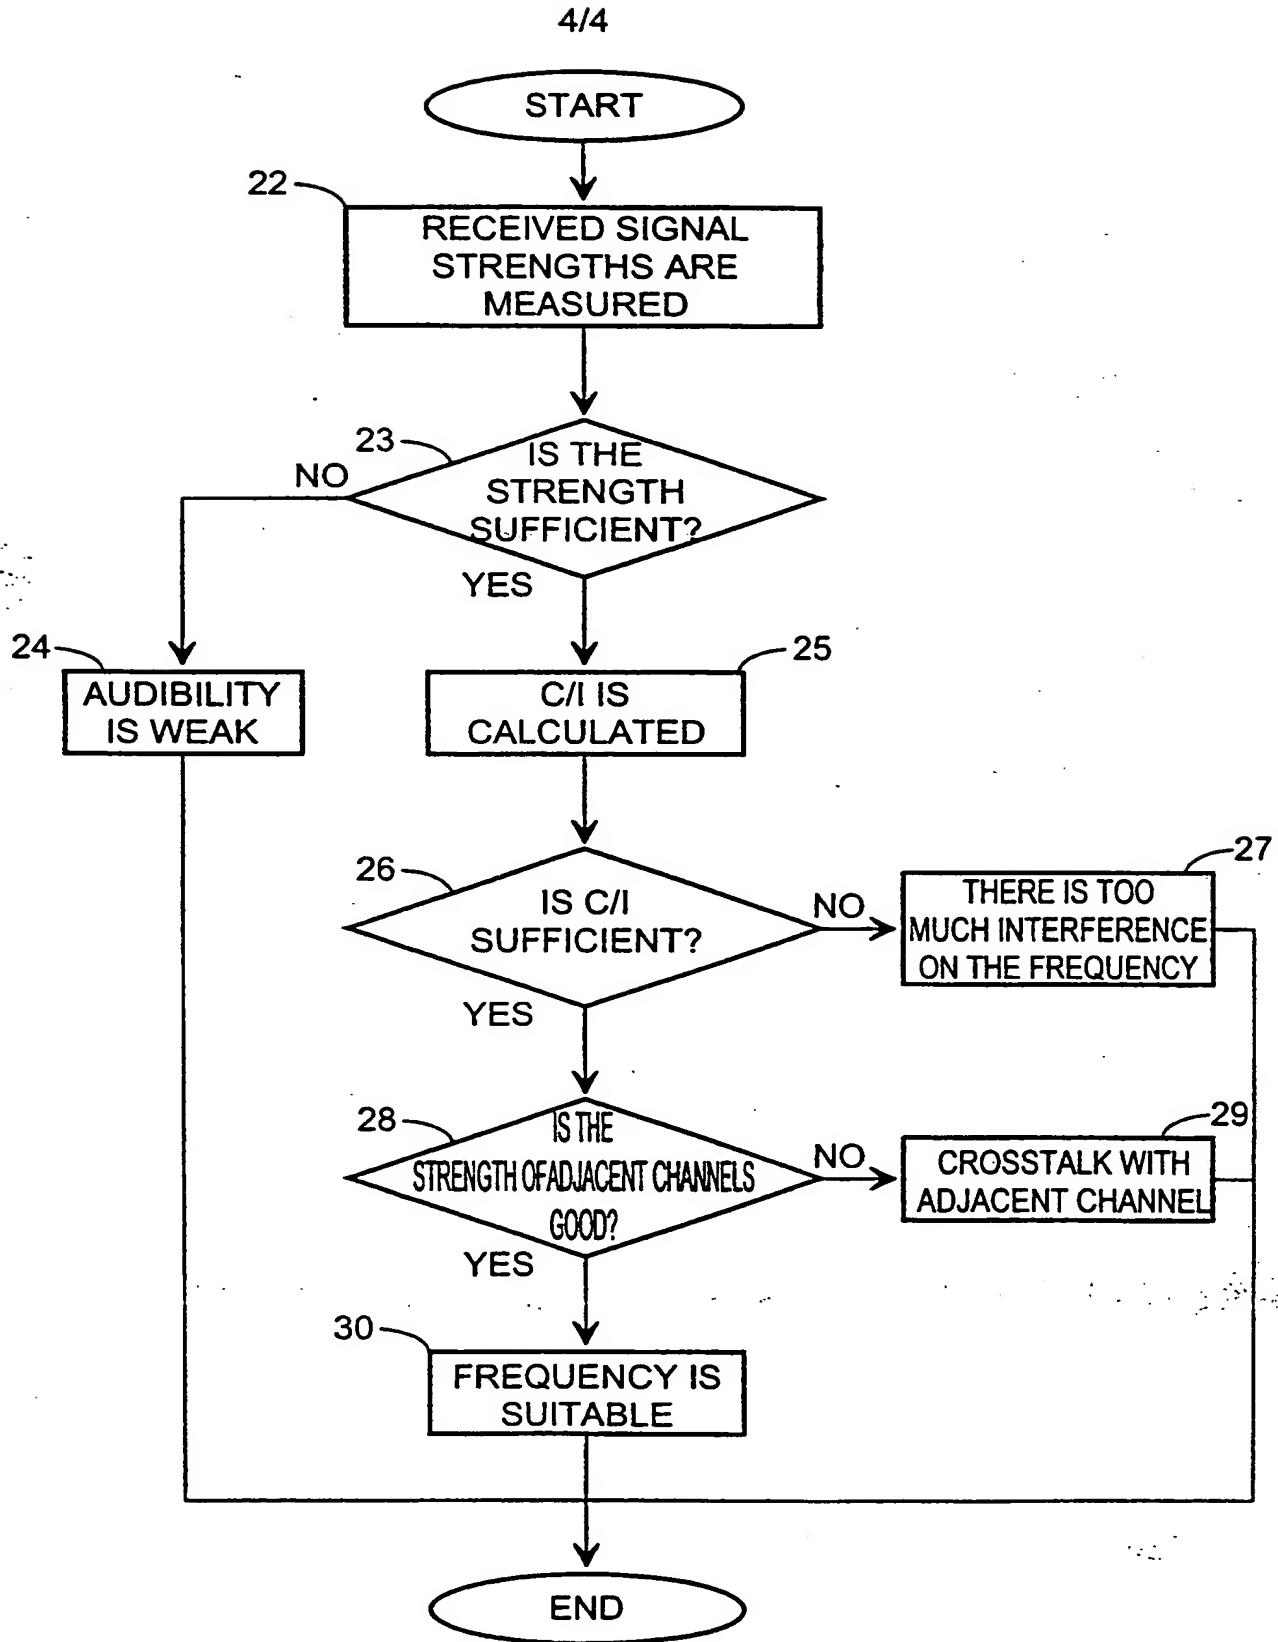 4/4
START
22
RECEIVED SIGNAL
STRENGTHS ARE
MEASURED
23
IS THE
STRENGTH
SUFFICIENT?
NO
YES
24
AUDIBILITY
IS WEAK
25
C/I IS
CALCULATED
26
IS C/I
SUFFICIENT?
NO
YES
27
THERE IS TOO
MUCH INTERFERENCE
ON THE FREQUENCY
28
IS THE
STRENGTH OF ADJACENT CHANNELS
GOOD?
NO
YES
29
CROSSTALK WITH
ADJACENT CHANNEL
30
FREQUENCY IS
SUITABLE
END